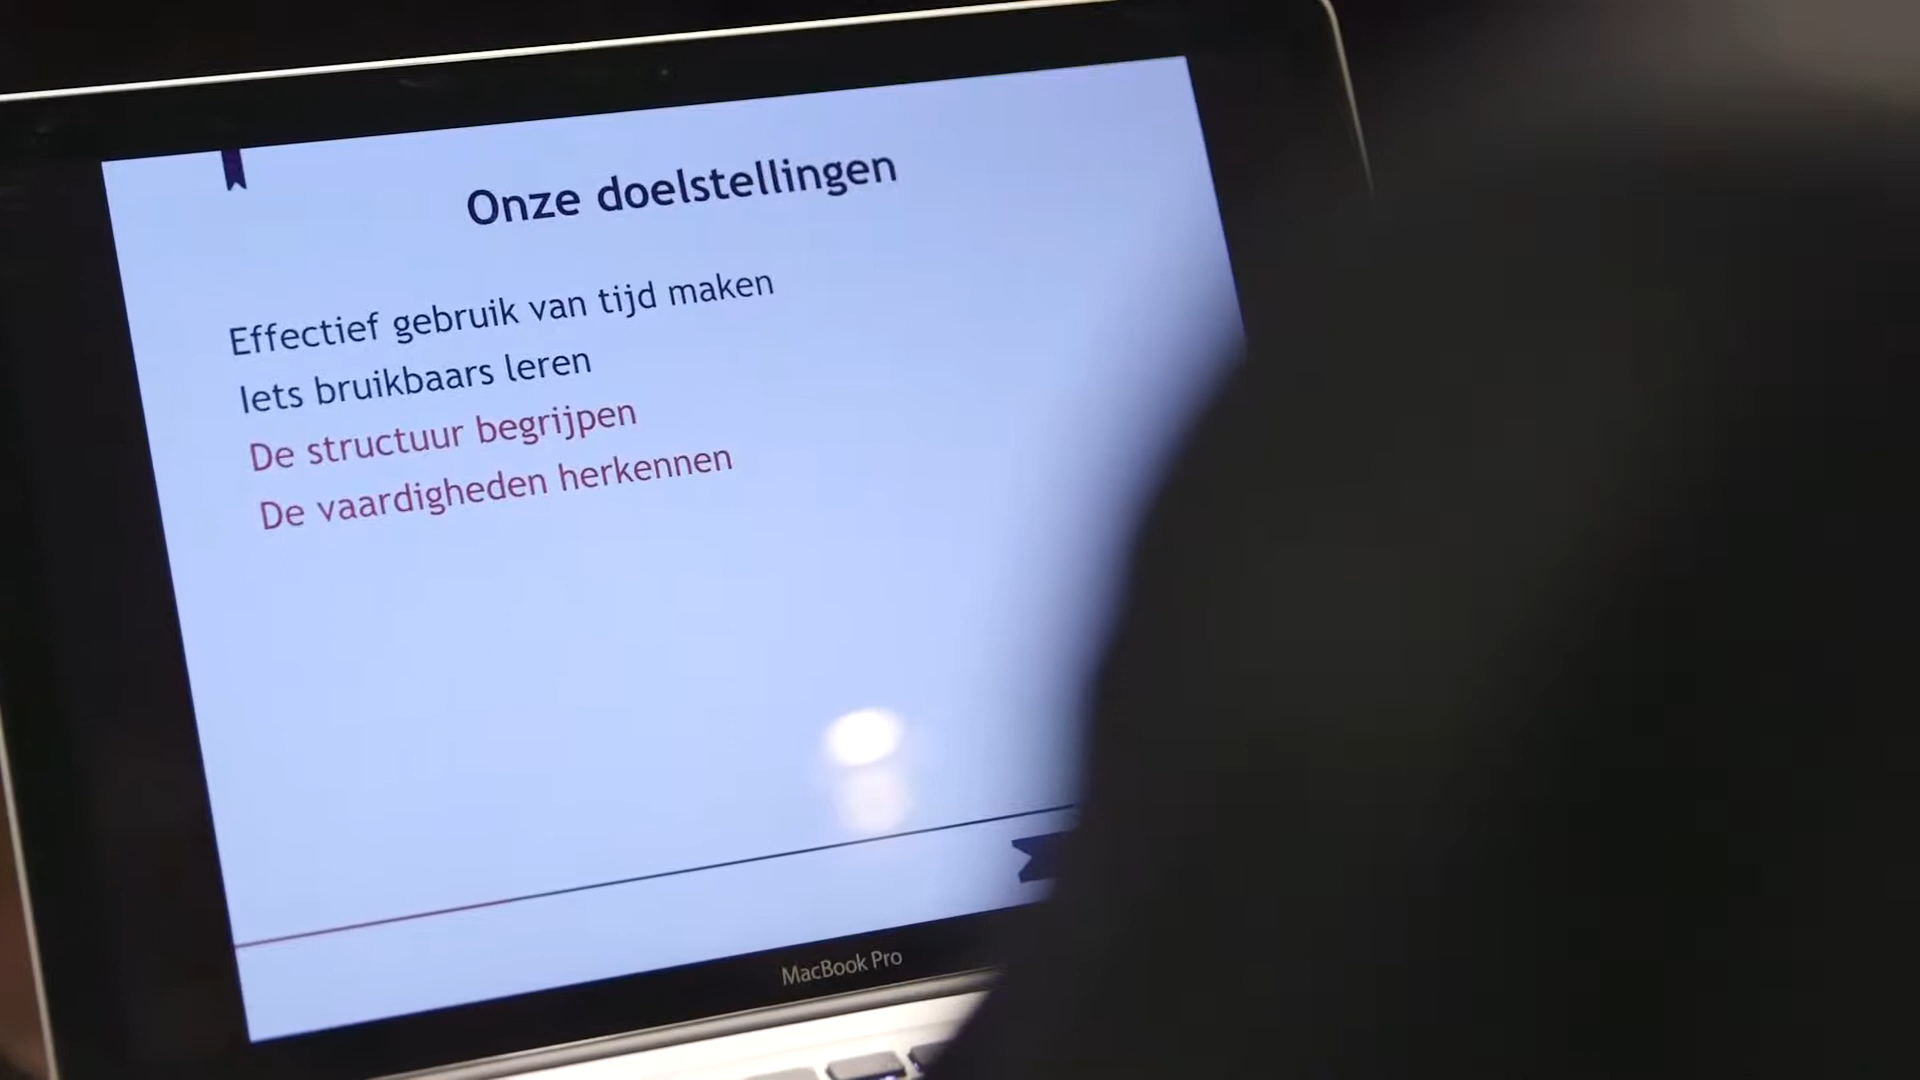 Onze doelstellingen
Effectief gebruik van tijd maken
Iets bruikbaars leren
De structuur begrijpen
De vaardigheden herkennen
MacBook Pro